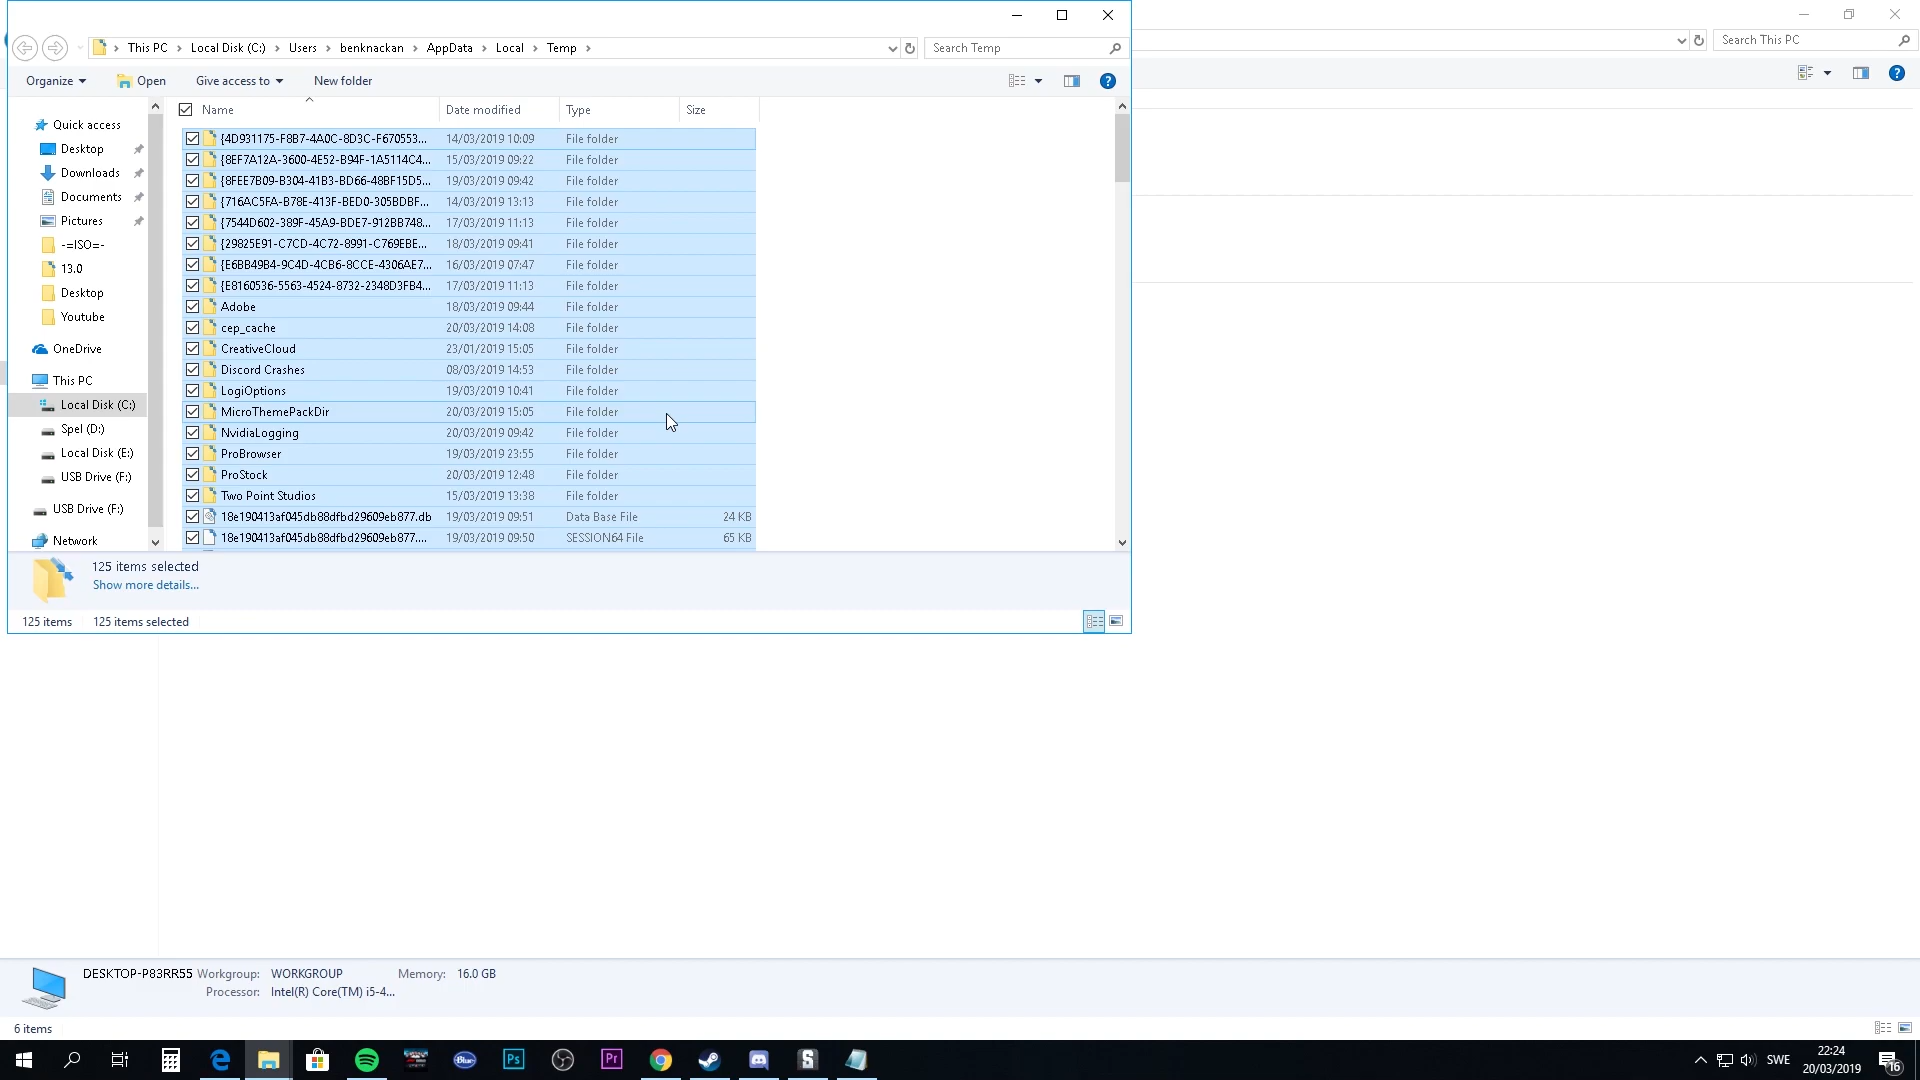 This PC > Local Disk (C:) > Users > benknackan > AppData > Local > Temp >
Search Temp
Search This PC
Organize
Open
Give access to
New folder
Name
Date modified
Type
Size
Quick access
Desktop
Downloads
Documents
Pictures
-=ISO=-
13.0
Desktop
Youtube
OneDrive
This PC
Local Disk (C:)
Spel (D:)
Local Disk (E:)
USB Drive (F:)
USB Drive (F:)
Network
{4D931175-F8B7-4A0C-8D3C-F670553... 14/03/2019 10:09 File folder
{8EF7A12A-3600-4E52-B94F-1A5114C4... 15/03/2019 09:22 File folder
{8FEE7B09-B304-41B3-BD66-48BF15D5... 19/03/2019 09:42 File folder
{716AC5FA-B78E-413F-BED0-305BDBF... 14/03/2019 13:13 File folder
{7544D602-389F-45A9-BDE7-912BB748... 17/03/2019 11:13 File folder
{29825E91-C7CD-4C72-8991-C769EBE... 18/03/2019 09:41 File folder
{E6BB49B4-9C4D-4CB6-8CCE-4306AE7... 16/03/2019 07:47 File folder
{E8160536-5563-4524-8732-2348D3FB4... 17/03/2019 11:13 File folder
Adobe 18/03/2019 09:44 File folder
cep_cache 20/03/2019 14:08 File folder
CreativeCloud 23/01/2019 15:05 File folder
Discord Crashes 08/03/2019 14:53 File folder
LogiOptions 19/03/2019 10:41 File folder
MicroThemePackDir 20/03/2019 15:05 File folder
NvidiaLogging 20/03/2019 09:42 File folder
ProBrowser 19/03/2019 23:55 File folder
ProStock 20/03/2019 12:48 File folder
Two Point Studios 15/03/2019 13:38 File folder
18e190413af045db88dfbd29609eb877.db 19/03/2019 09:51 Data Base File 24 KB
18e190413af045db88dfbd29609eb877.... 19/03/2019 09:50 SESSION64 File 65 KB
125 items selected
Show more details...
125 items 125 items selected
DESKTOP-P83RR55 Workgroup: WORKGROUP Memory: 16.0 GB
Processor: Intel(R) Core(TM) i5-4...
6 items
Blue
Ps
Pr
S
SWE
22:24
20/03/2019
16